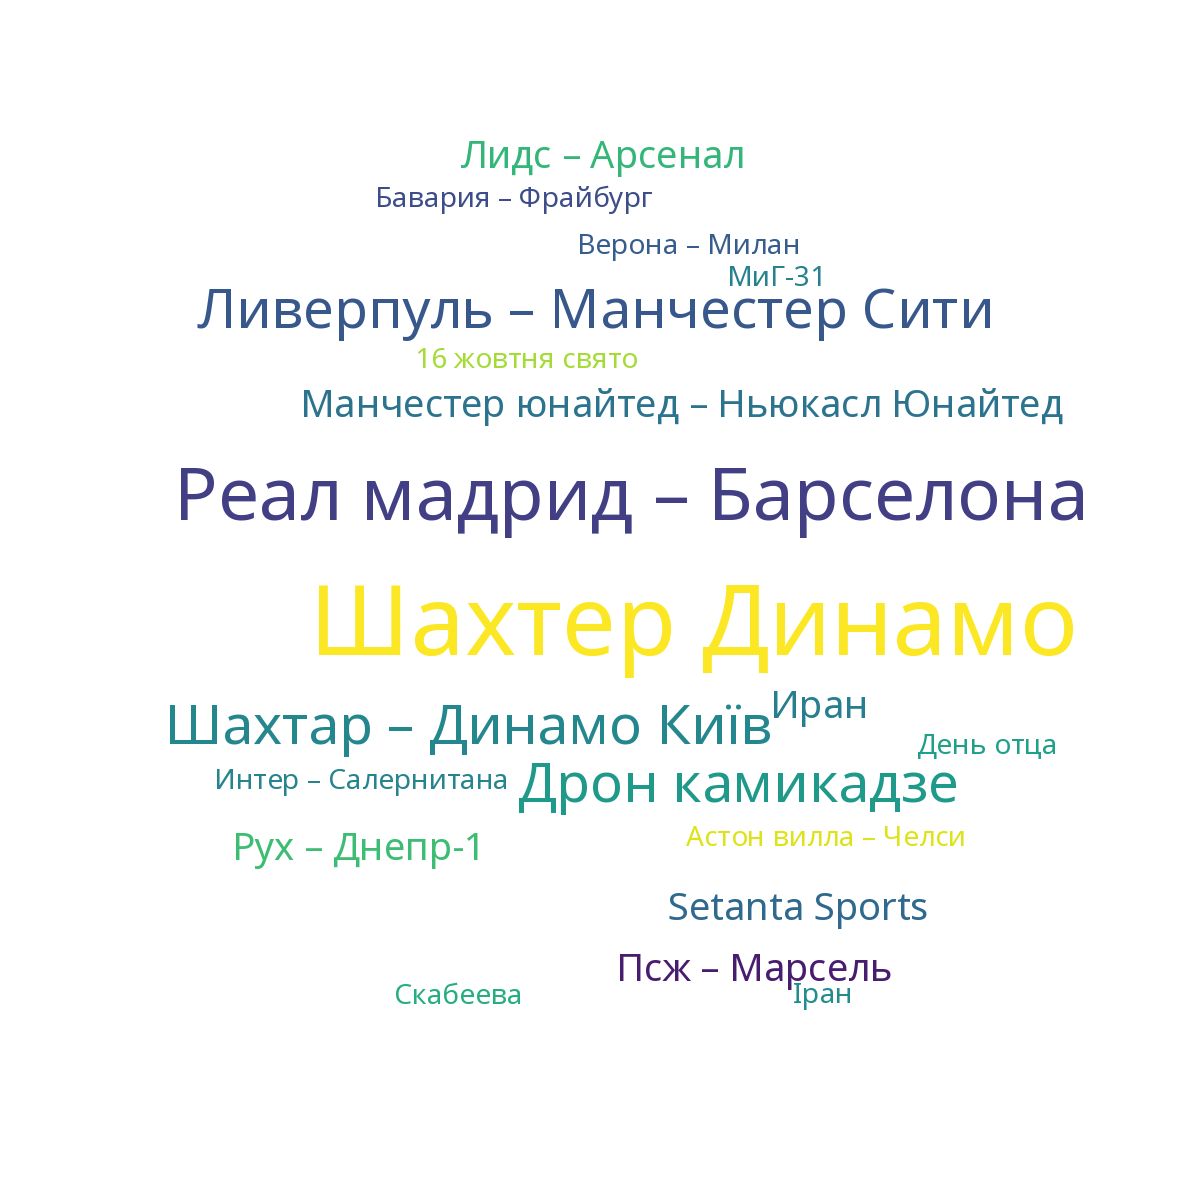 Лидс – Арсенал
Бавария – Фрайбург
Верона – Милан
МиГ-31
Ливерпуль – Манчестер Сити
16 жовтня свято
Манчестер юнайтед – Ньюкасл Юнайтед
Реал мадрид – Барселона
Шахтер Динамо
Иран
Шахтар – Динамо Київ
День отца
Интер – Салернитана
Дрон камикадзе
Астон вилла – Челси
Рух – Днепр-1
Setanta Sports
Псж – Марсель
Скабеева
Іран